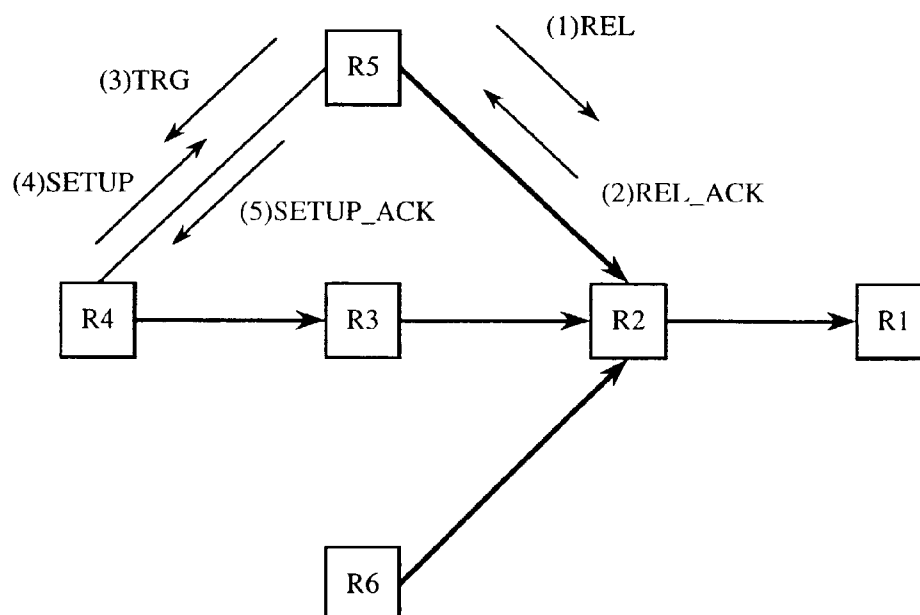 (1)REL
R5
(3)TRG
(4)SETUP
(2)REL_ACK
(5)SETUP_ACK
R4
R3
R2
R1
R6